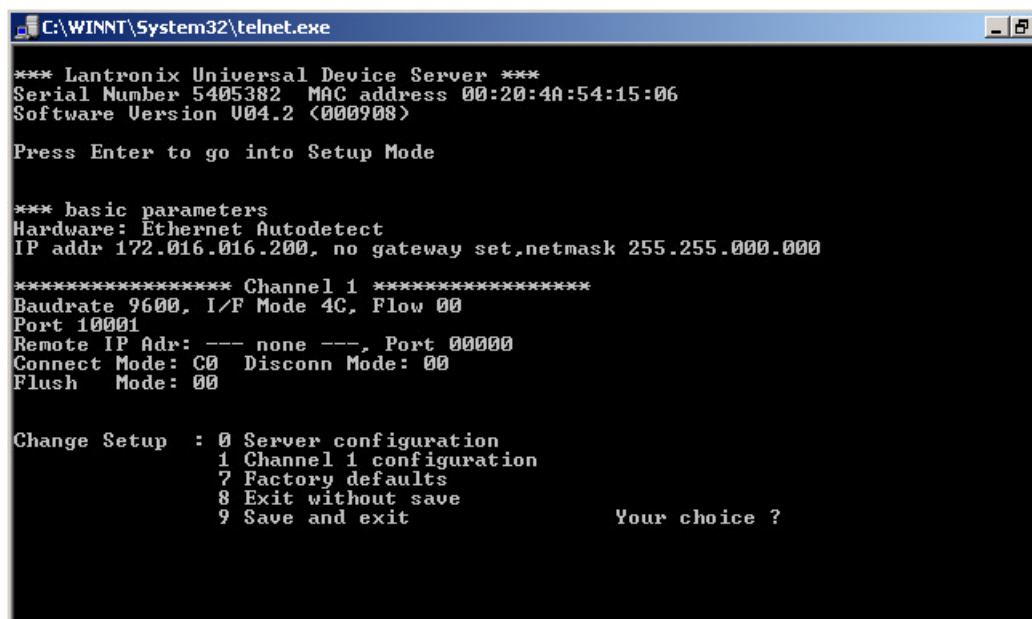 C:\WINNT\System32\telnet.exe
*** Lantronix Universal Device Server ***
Serial Number 5405382  MAC address 00:20:4A:54:15:06
Software Version V04.2 (000908)
Press Enter to go into Setup Mode
*** basic parameters
Hardware: Ethernet Autodetect
IP addr 172.016.016.200, no gateway set,netmask 255.255.000.000
***************** Channel 1 *****************
Baudrate 9600, I/F Mode 4C, Flow 00
Port 10001
Remote IP Adr: --- none ---, Port 00000
Connect Mode: C0  Disconn Mode: 00
Flush   Mode: 00
Change Setup  : 0 Server configuration
1 Channel 1 configuration
7 Factory defaults
8 Exit without save
9 Save and exit                Your choice ?